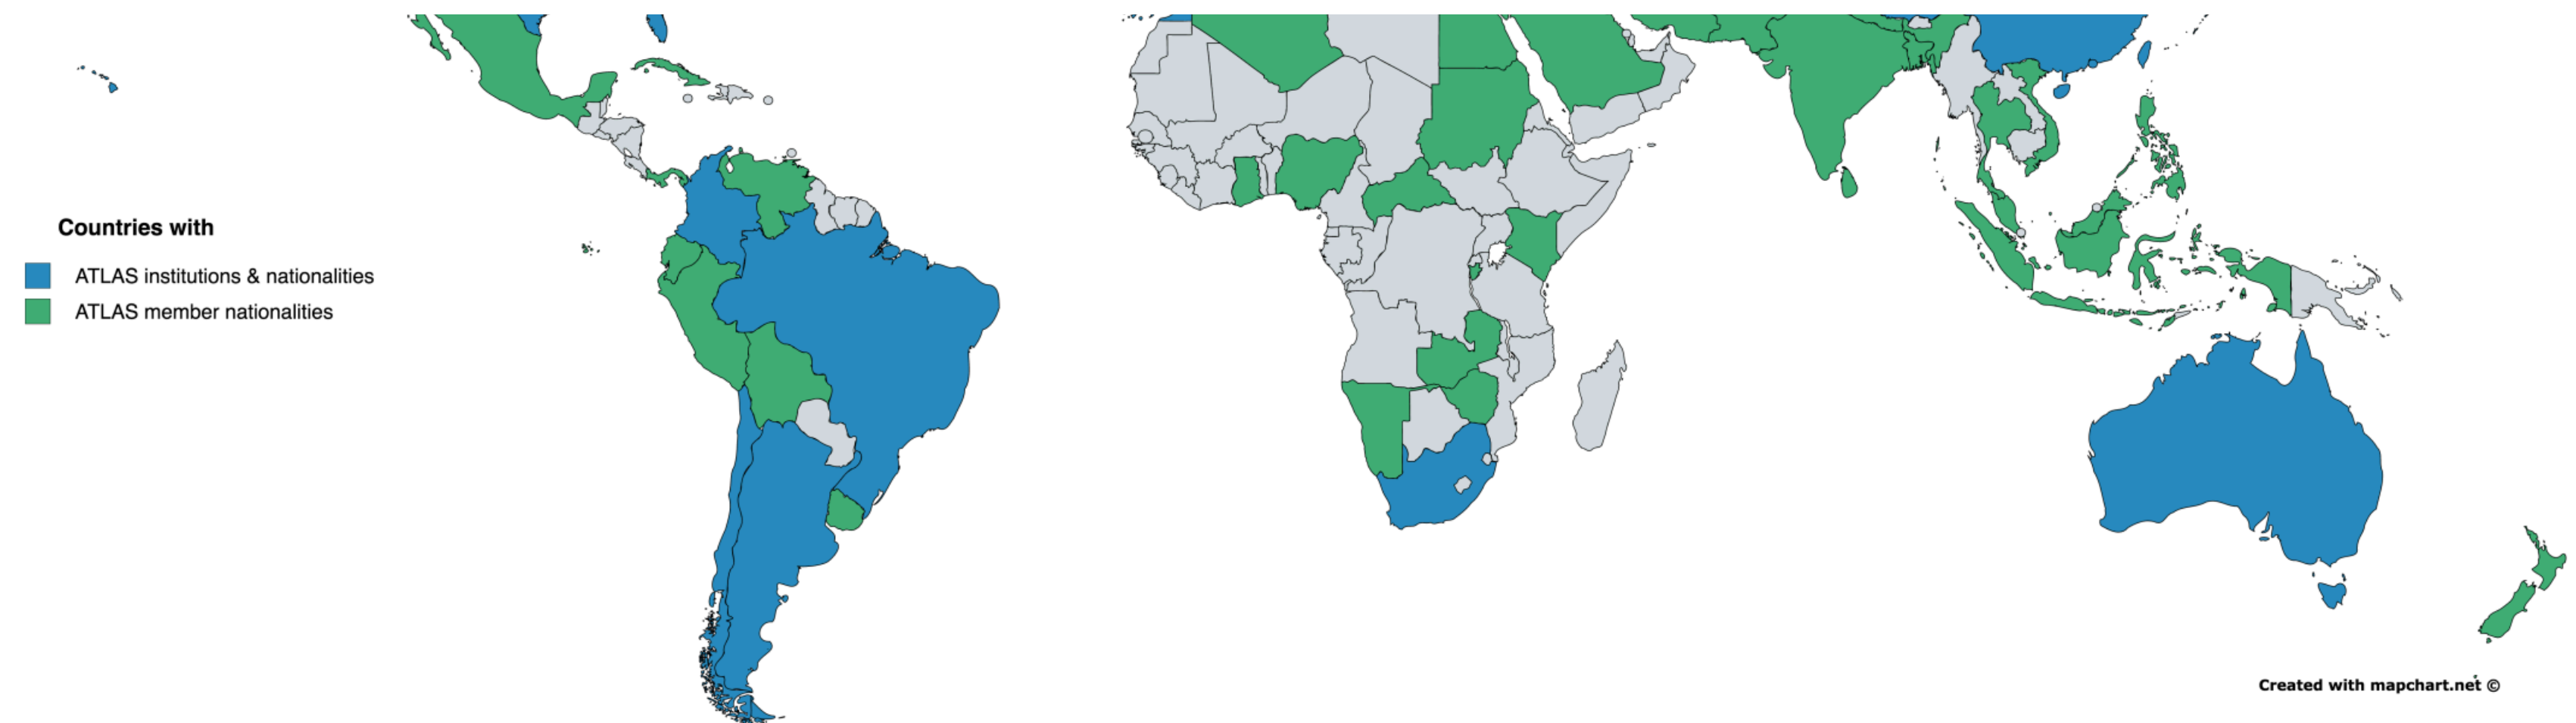 Countries with
ATLAS institutions & nationalities
ATLAS member nationalities
Created with mapchart.net ©